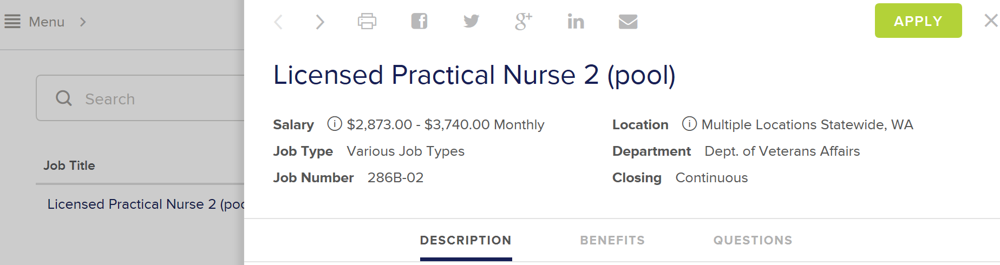 Menu
APPLY
Licensed Practical Nurse 2 (pool)
Search
Salary $2,873.00 - $3,740.00 Monthly
Location Multiple Locations Statewide, WA
Job Type Various Job Types
Department Dept. of Veterans Affairs
Job Number 286B-02
Closing Continuous
Job Title
Licensed Practical Nurse 2 (poo
DESCRIPTION
BENEFITS
QUESTIONS